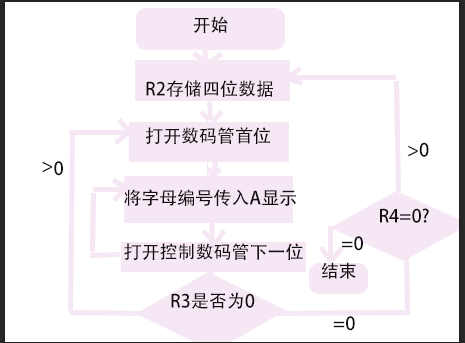 开始
R2存储四位数据
打开数码管首位
>0
>0
将字母编号传入A显示
R4=0?
打开控制数码管下一位
=0
结束
R3是否为0
=0